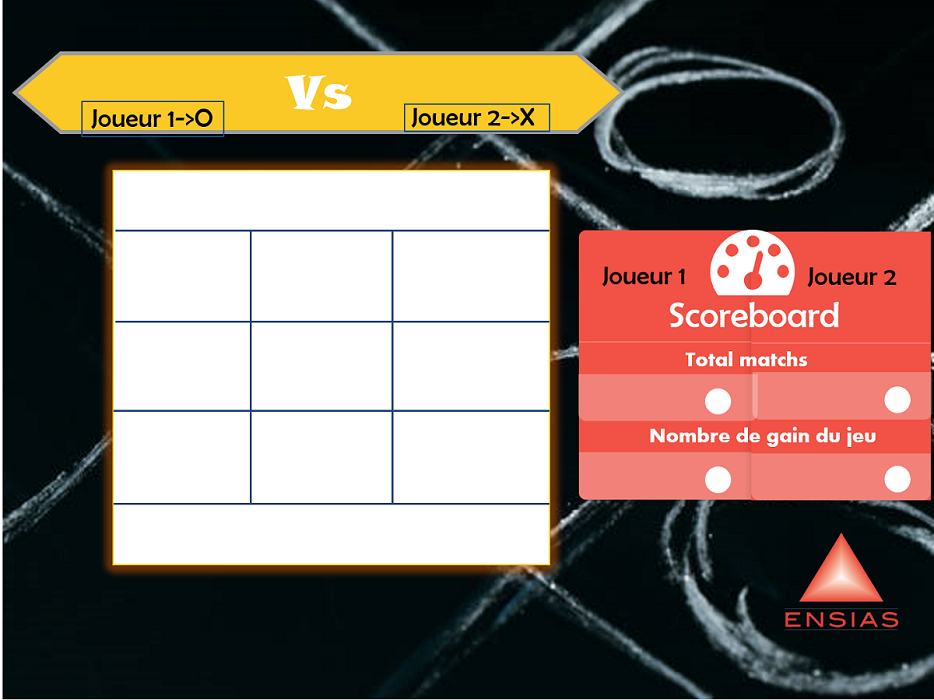 Vs
Joueur 1->O
Joueur 2->X
Joueur 1
Joueur 2
Scoreboard
Total matchs
Nombre de gain du jeu
ENSIAS